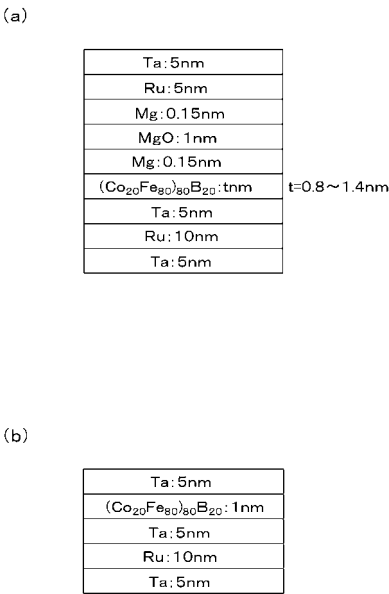 (a)
Ta:5nm
Ru:5nm
Mg:0.15nm
MgO:1nm
Mg:0.15nm
(Co₂₀Fe₈₀)₈₀B₂₀:tnm t=0.8～1.4nm
Ta:5nm
Ru:10nm
Ta:5nm
(b)
Ta:5nm
(Co₂₀Fe₈₀)₈₀B₂₀:1nm
Ta:5nm
Ru:10nm
Ta:5nm